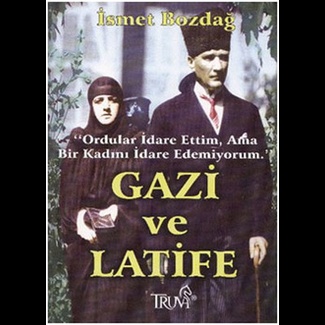 İsmet Bozdağ
“Ordular İdare Ettim, Ama
Bir Kadını İdare Edemiyorum.”
GAZİ
ve
LATİFE
TRUVA